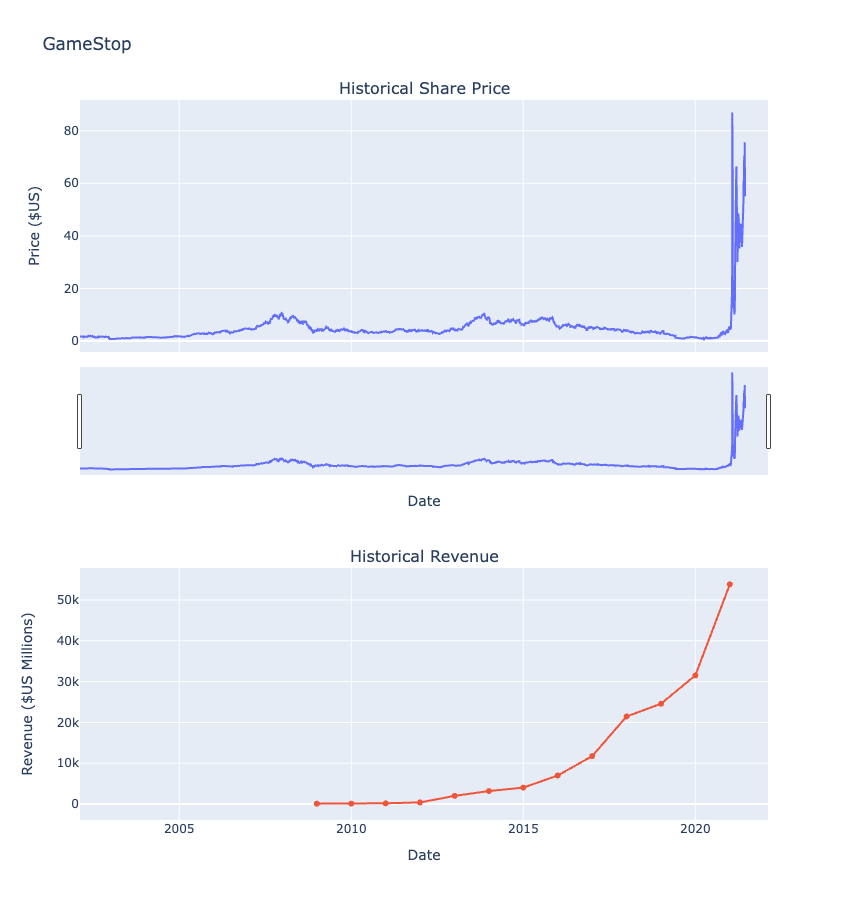 GameStop
Historical Share Price
80
60
40
20
0
Price ($US)
Date
Historical Revenue
50k
40k
30k
20k
10k
0
Revenue ($US Millions)
2005
2010
2015
2020
Date